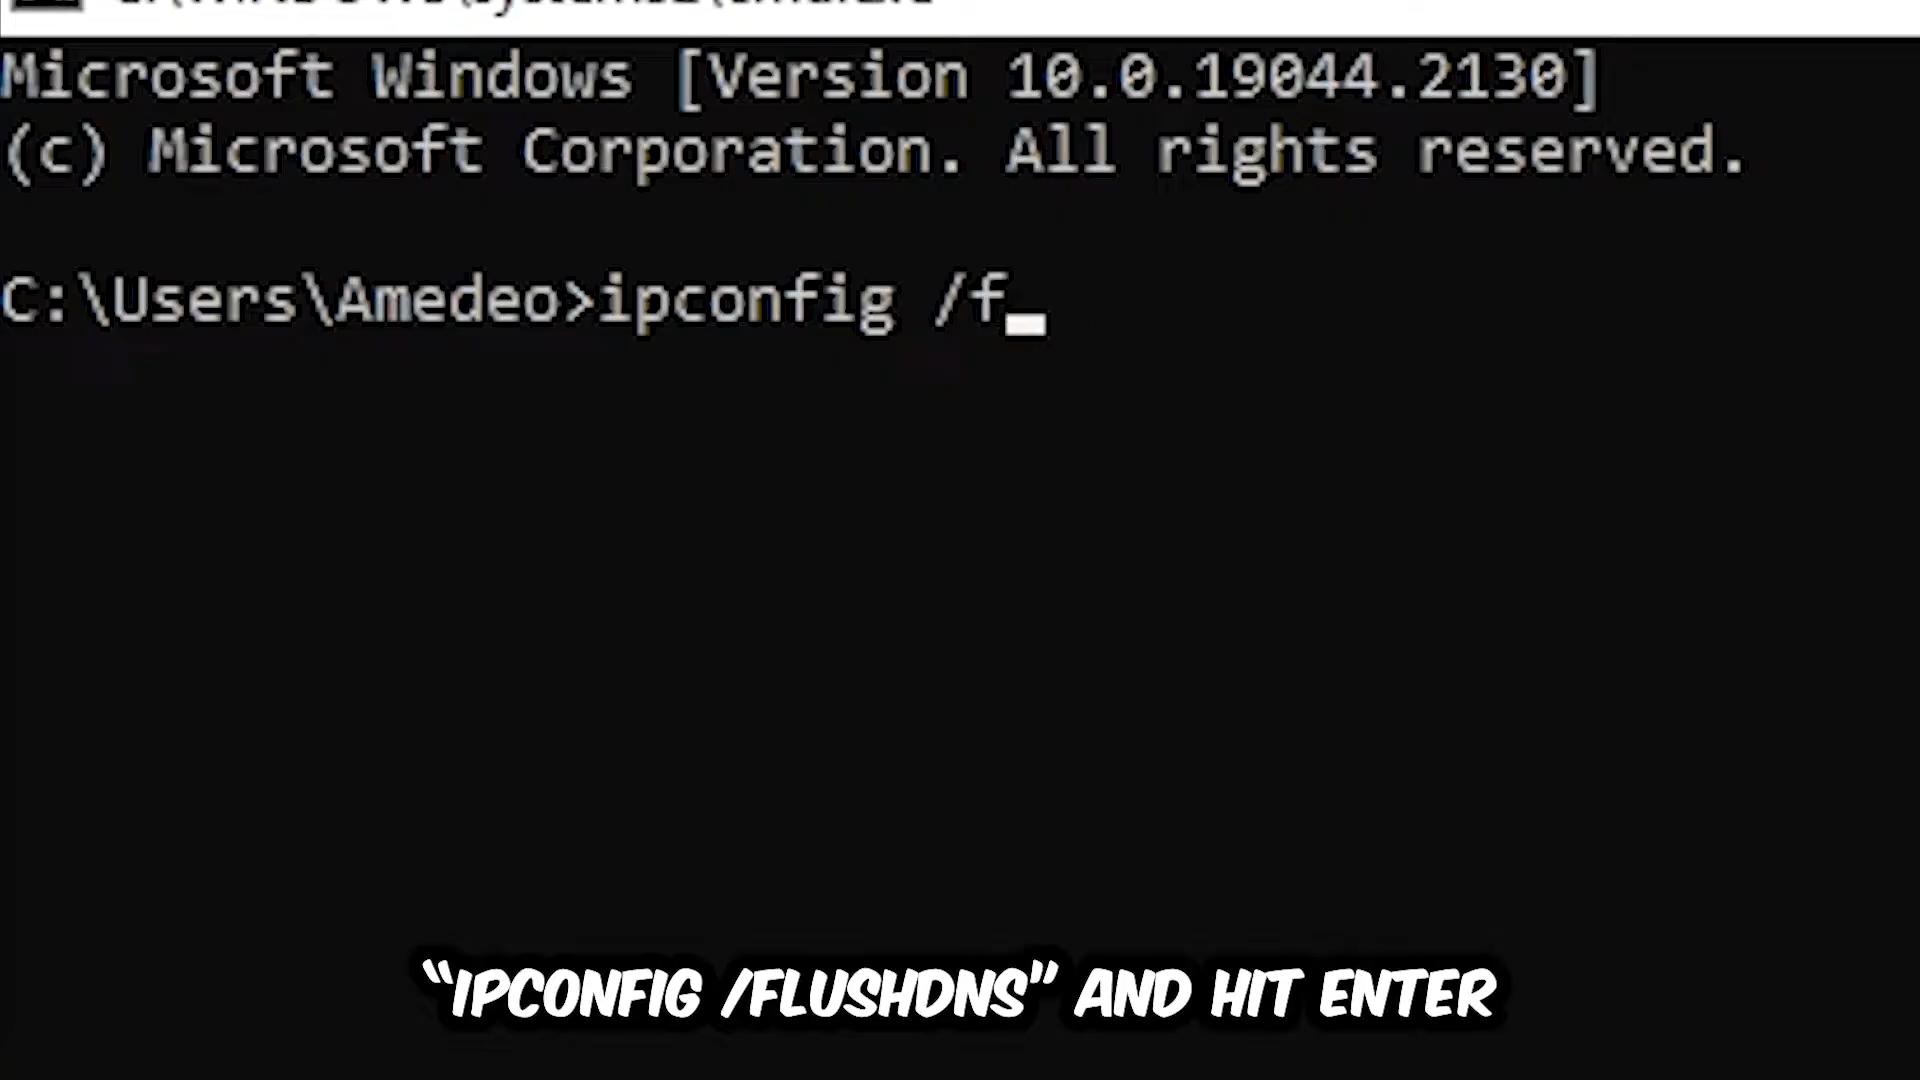 Microsoft Windows [Version 10.0.19044.2130]
(c) Microsoft Corporation. All rights reserved.
C:\Users\Amedeo>ipconfig /f
“IPCONFIG /FLUSHDNS” AND HIT ENTER